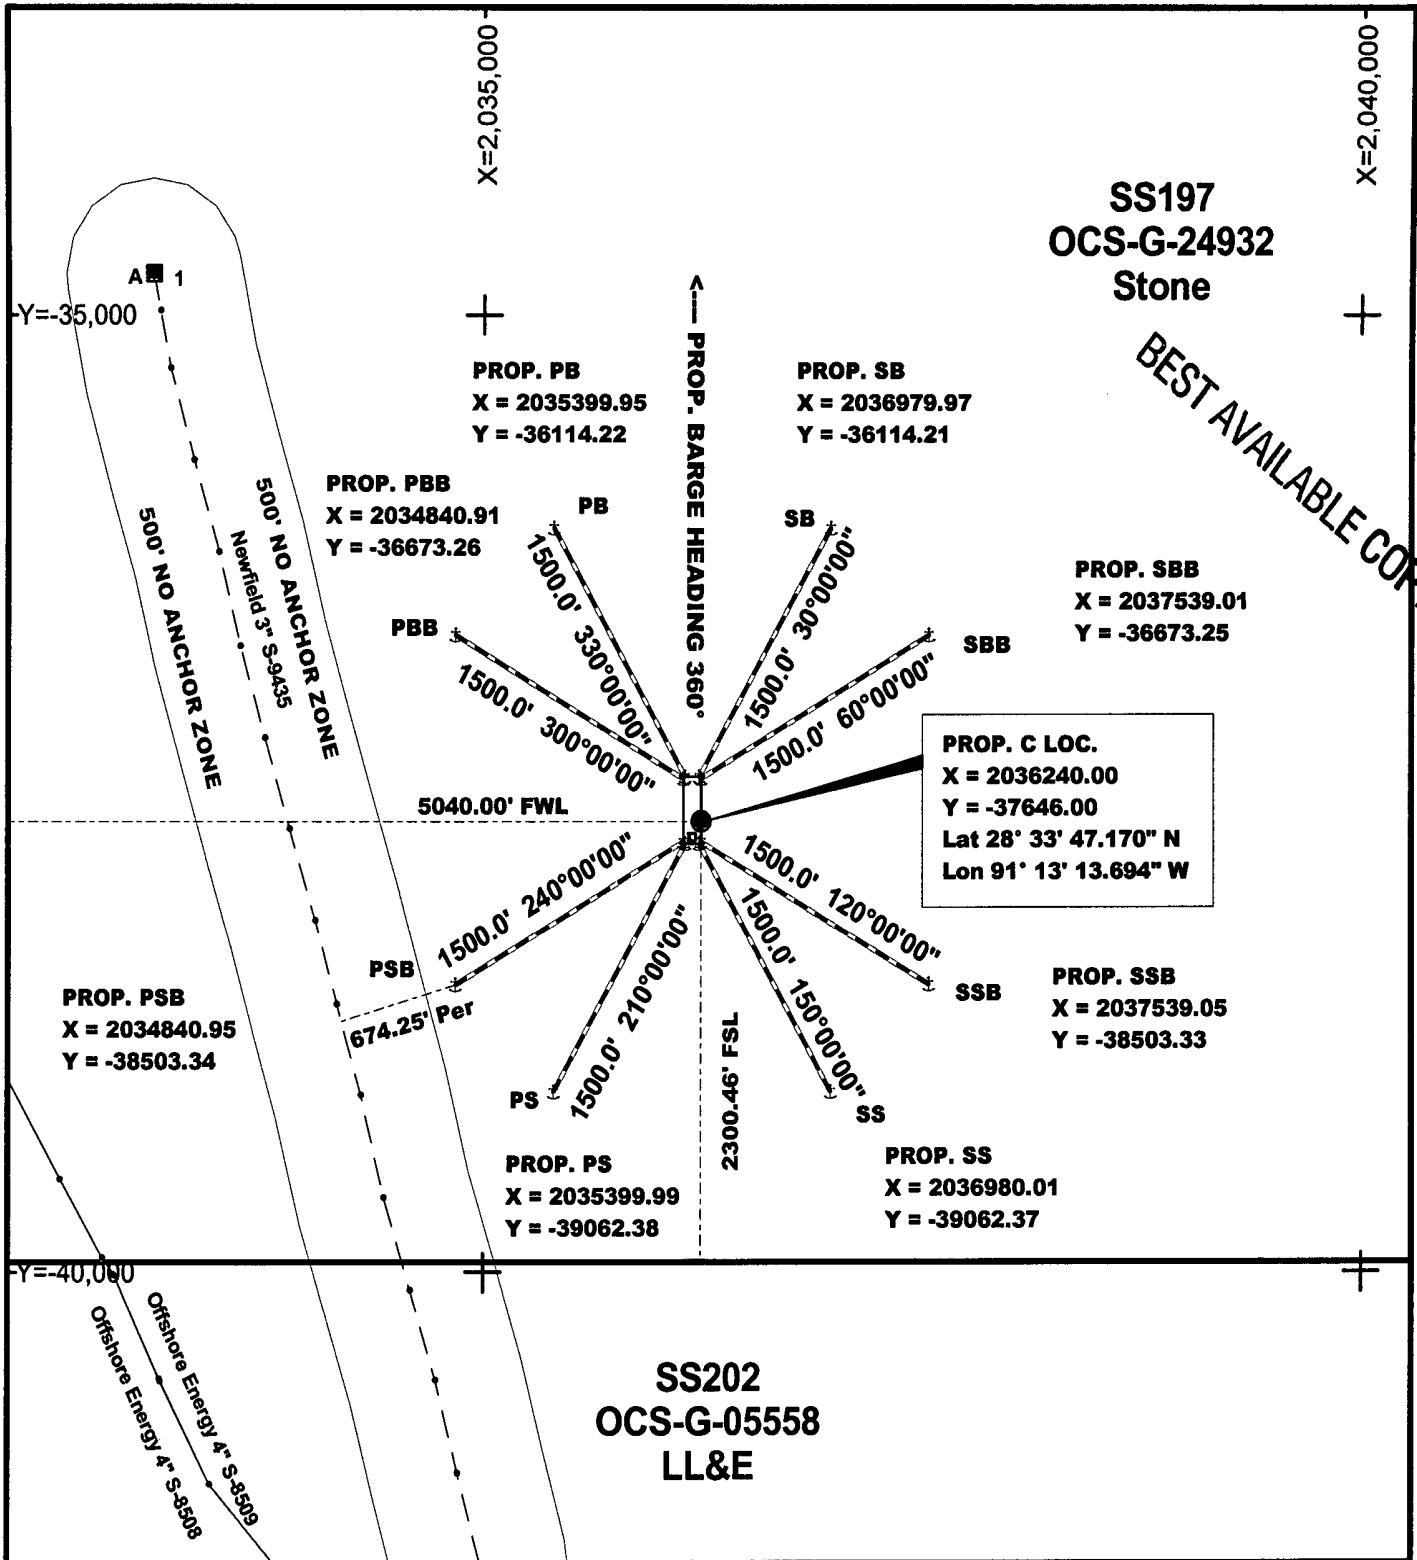 X=2,035,000
X=2,040,000
SS197
OCS-G-24932
Stone
A
1
Y=-35,000
BEST AVAILABLE
<---- PROP. BARGE HEADING 360°
PROP. PB
X = 2035399.95
Y = -36114.22
PROP. SB
X = 2036979.97
Y = -36114.21
PROP. PBB
X = 2034840.91
Y = -36673.26
PB
SB
500' NO ANCHOR ZONE
Newfield 3" S-9435
500' NO ANCHOR ZONE
PROP. SBB
X = 2037539.01
Y = -36673.25
PBB
SBB
1500.0' 330°00'00"
1500.0' 30°00'00"
1500.0' 300°00'00"
1500.0' 60°00'00"
PROP. C LOC.
X = 2036240.00
Y = -37646.00
Lat 28° 33' 47.170" N
Lon 91° 13' 13.694" W
5040.00' FWL
1500.0' 240°00'00"
1500.0' 120°00'00"
1500.0' 210°00'00"
1500.0' 150°00'00"
PSB
SSB
674.25' Per
PROP. PSB
X = 2034840.95
Y = -38503.34
PROP. SSB
X = 2037539.05
Y = -38503.33
2300.46' FSL
PS
SS
PROP. PS
X = 2035399.99
Y = -39062.38
PROP. SS
X = 2036980.01
Y = -39062.37
Y=-40,000
Offshore Energy 4" S-8509
Offshore Energy 4" S-8508
SS202
OCS-G-05558
LL&E